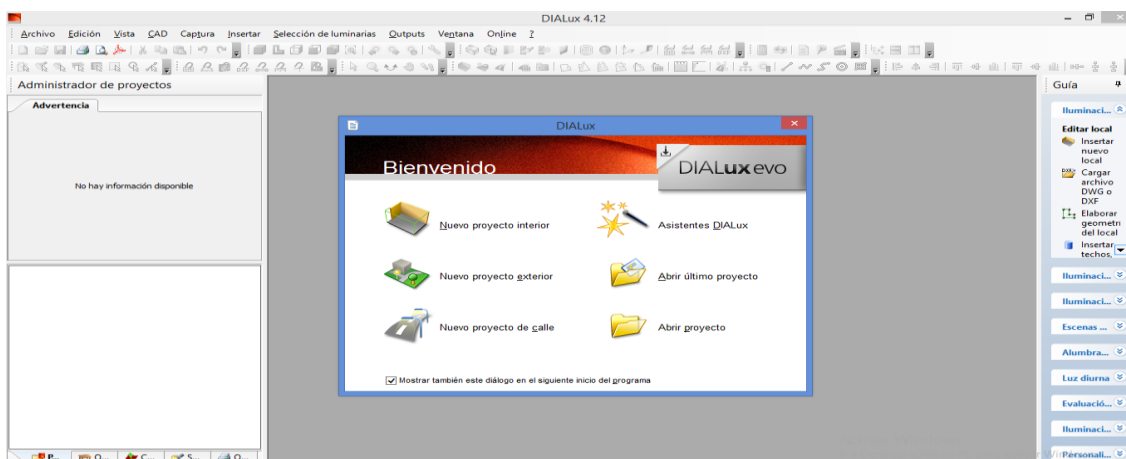 DIALux 4.12
Archivo Edición Vista CAD Captura Insertar Selección de luminarias Outputs Ventana Online ?
Administrador de proyectos
Advertencia
No hay información disponible
DIALux
Bienvenido
DIALux evo
Nuevo proyecto interior
Asistentes DIALux
Nuevo proyecto exterior
Abrir último proyecto
Nuevo proyecto de calle
Abrir proyecto
Mostrar también este diálogo en el siguiente inicio del programa
Guía
Iluminaci...
Editar local
Insertar
nuevo
local
Cargar
archivo
DWG o
DXF
Elaborar
geometrí
del local
Insertar
techos,
Iluminaci...
Iluminaci...
Escenas ...
Alumbra...
Luz diurna
Evaluació...
Iluminaci...
Personali...
P... O... C... S... O...